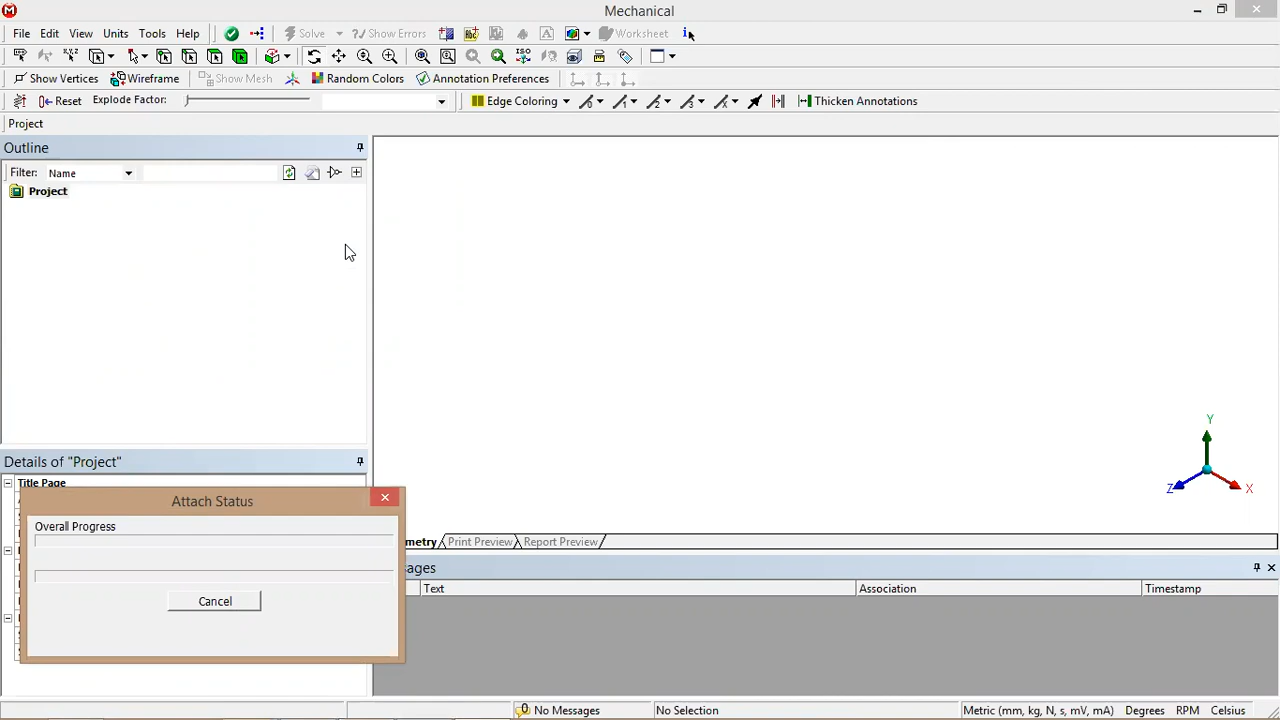 Mechanical
File Edit View Units Tools Help Solve Show Errors Worksheet
ISO
Show Vertices Wireframe Show Mesh Random Colors Annotation Preferences
Reset Explode Factor: Edge Coloring Thicken Annotations
Project
Outline
Filter: Name
Project
Y
Z X
Details of "Project"
Title Page
Attach Status
Overall Progress
Cancel
metry Print Preview Report Preview
ages
Text Association Timestamp
0 No Messages No Selection Metric (mm, kg, N, s, mV, mA) Degrees RPM Celsius